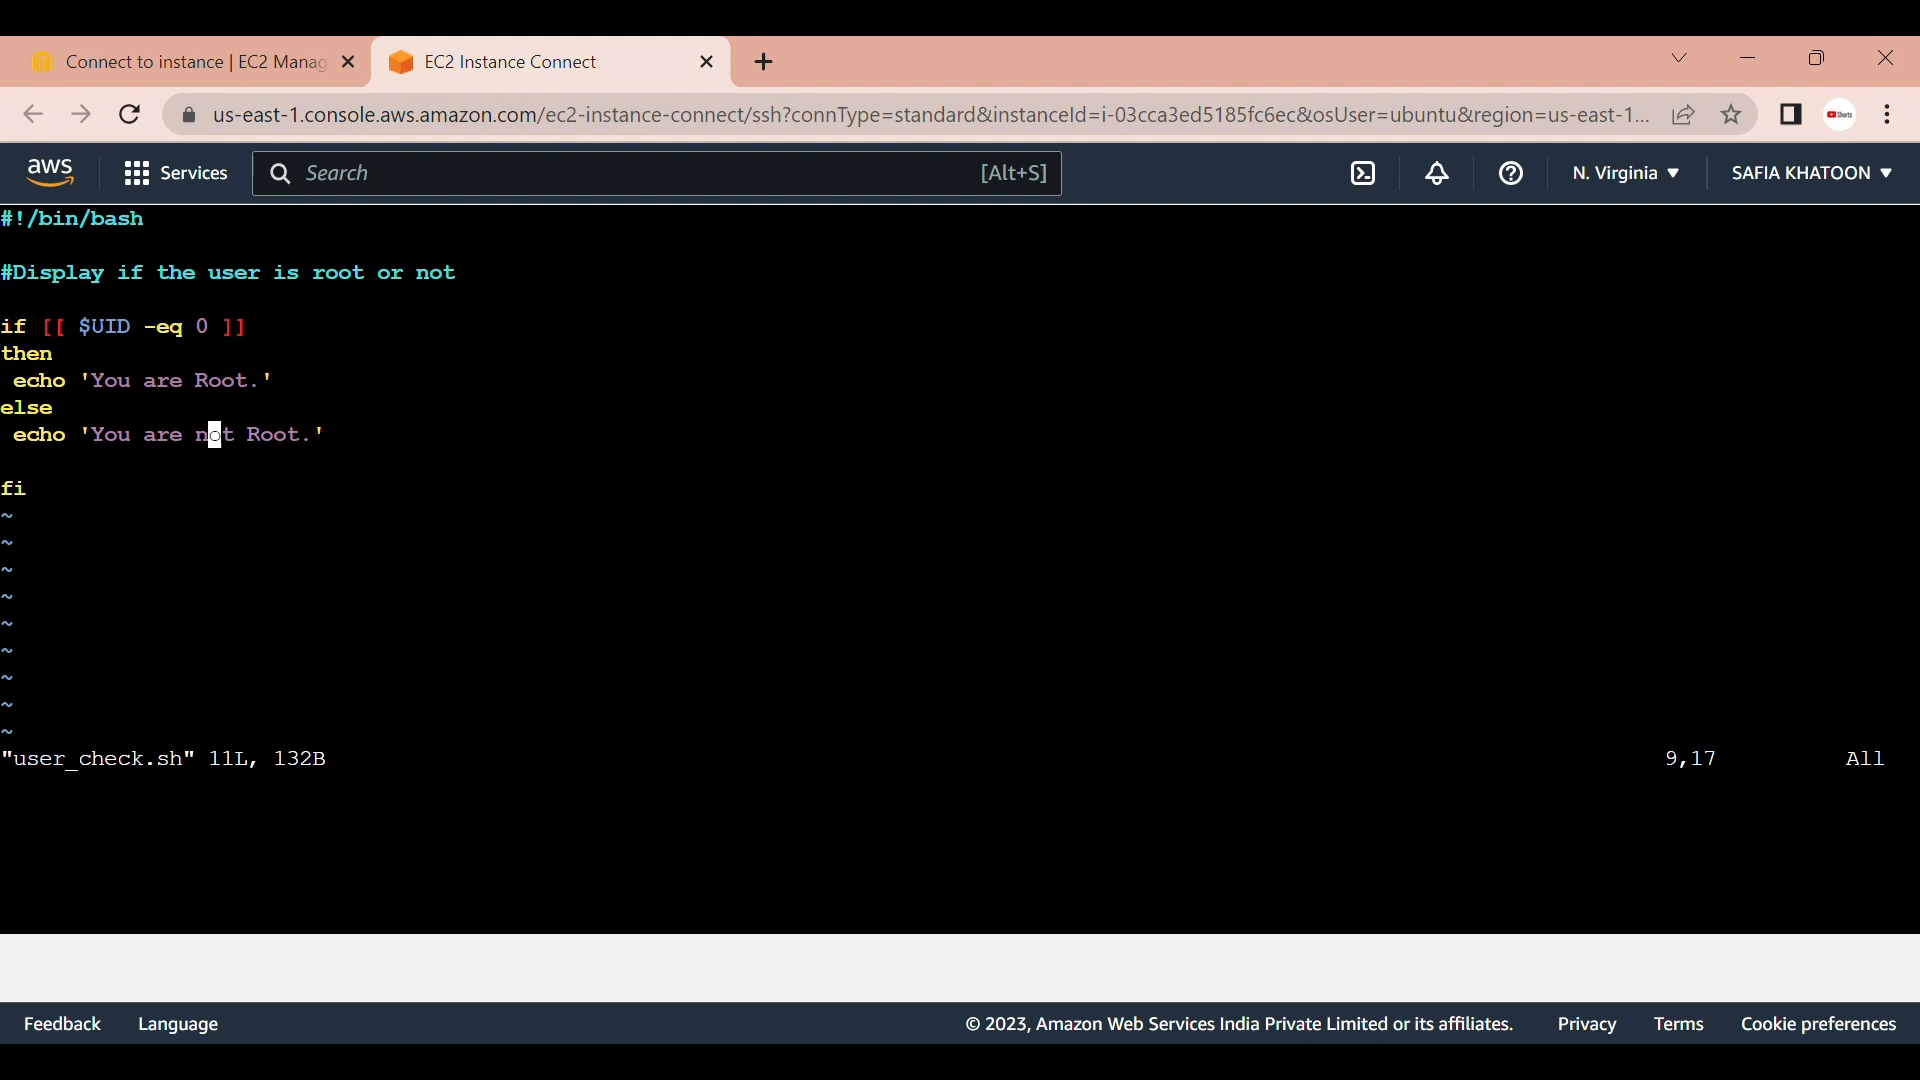 Connect to instance | EC2 Manag
EC2 Instance Connect
us-east-1.console.aws.amazon.com/ec2-instance-connect/ssh?connType=standard&instanceId=i-03cca3ed5185fc6ec&osUser=ubuntu&region=us-east-1...
Shorts
aws
Services
Search
[Alt+S]
N. Virginia
SAFIA KHATOON
#!/bin/bash
#Display if the user is root or not
if [[ $UID -eq 0 ]]
then
echo 'You are Root.'
else
echo 'You are not Root.'
fi
~
~
~
~
~
~
~
~
~
"user_check.sh" 11L, 132B
9,17
All
Feedback
Language
© 2023, Amazon Web Services India Private Limited or its affiliates.
Privacy
Terms
Cookie preferences